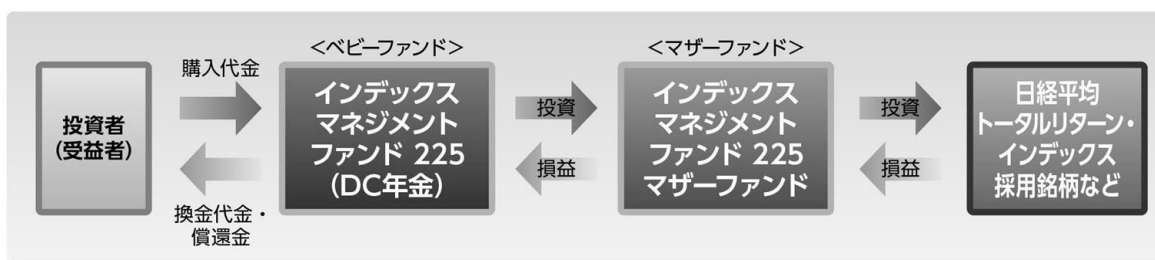 <ベビーファンド>
<マザーファンド>
購入代金
投資者
(受益者)
換金代金・
償還金
インデックス
マネジメント
ファンド 225
(DC年金)
投資
損益
インデックス
マネジメント
ファンド 225
マザーファンド
投資
損益
日経平均
トータルリターン・
インデックス
採用銘柄など